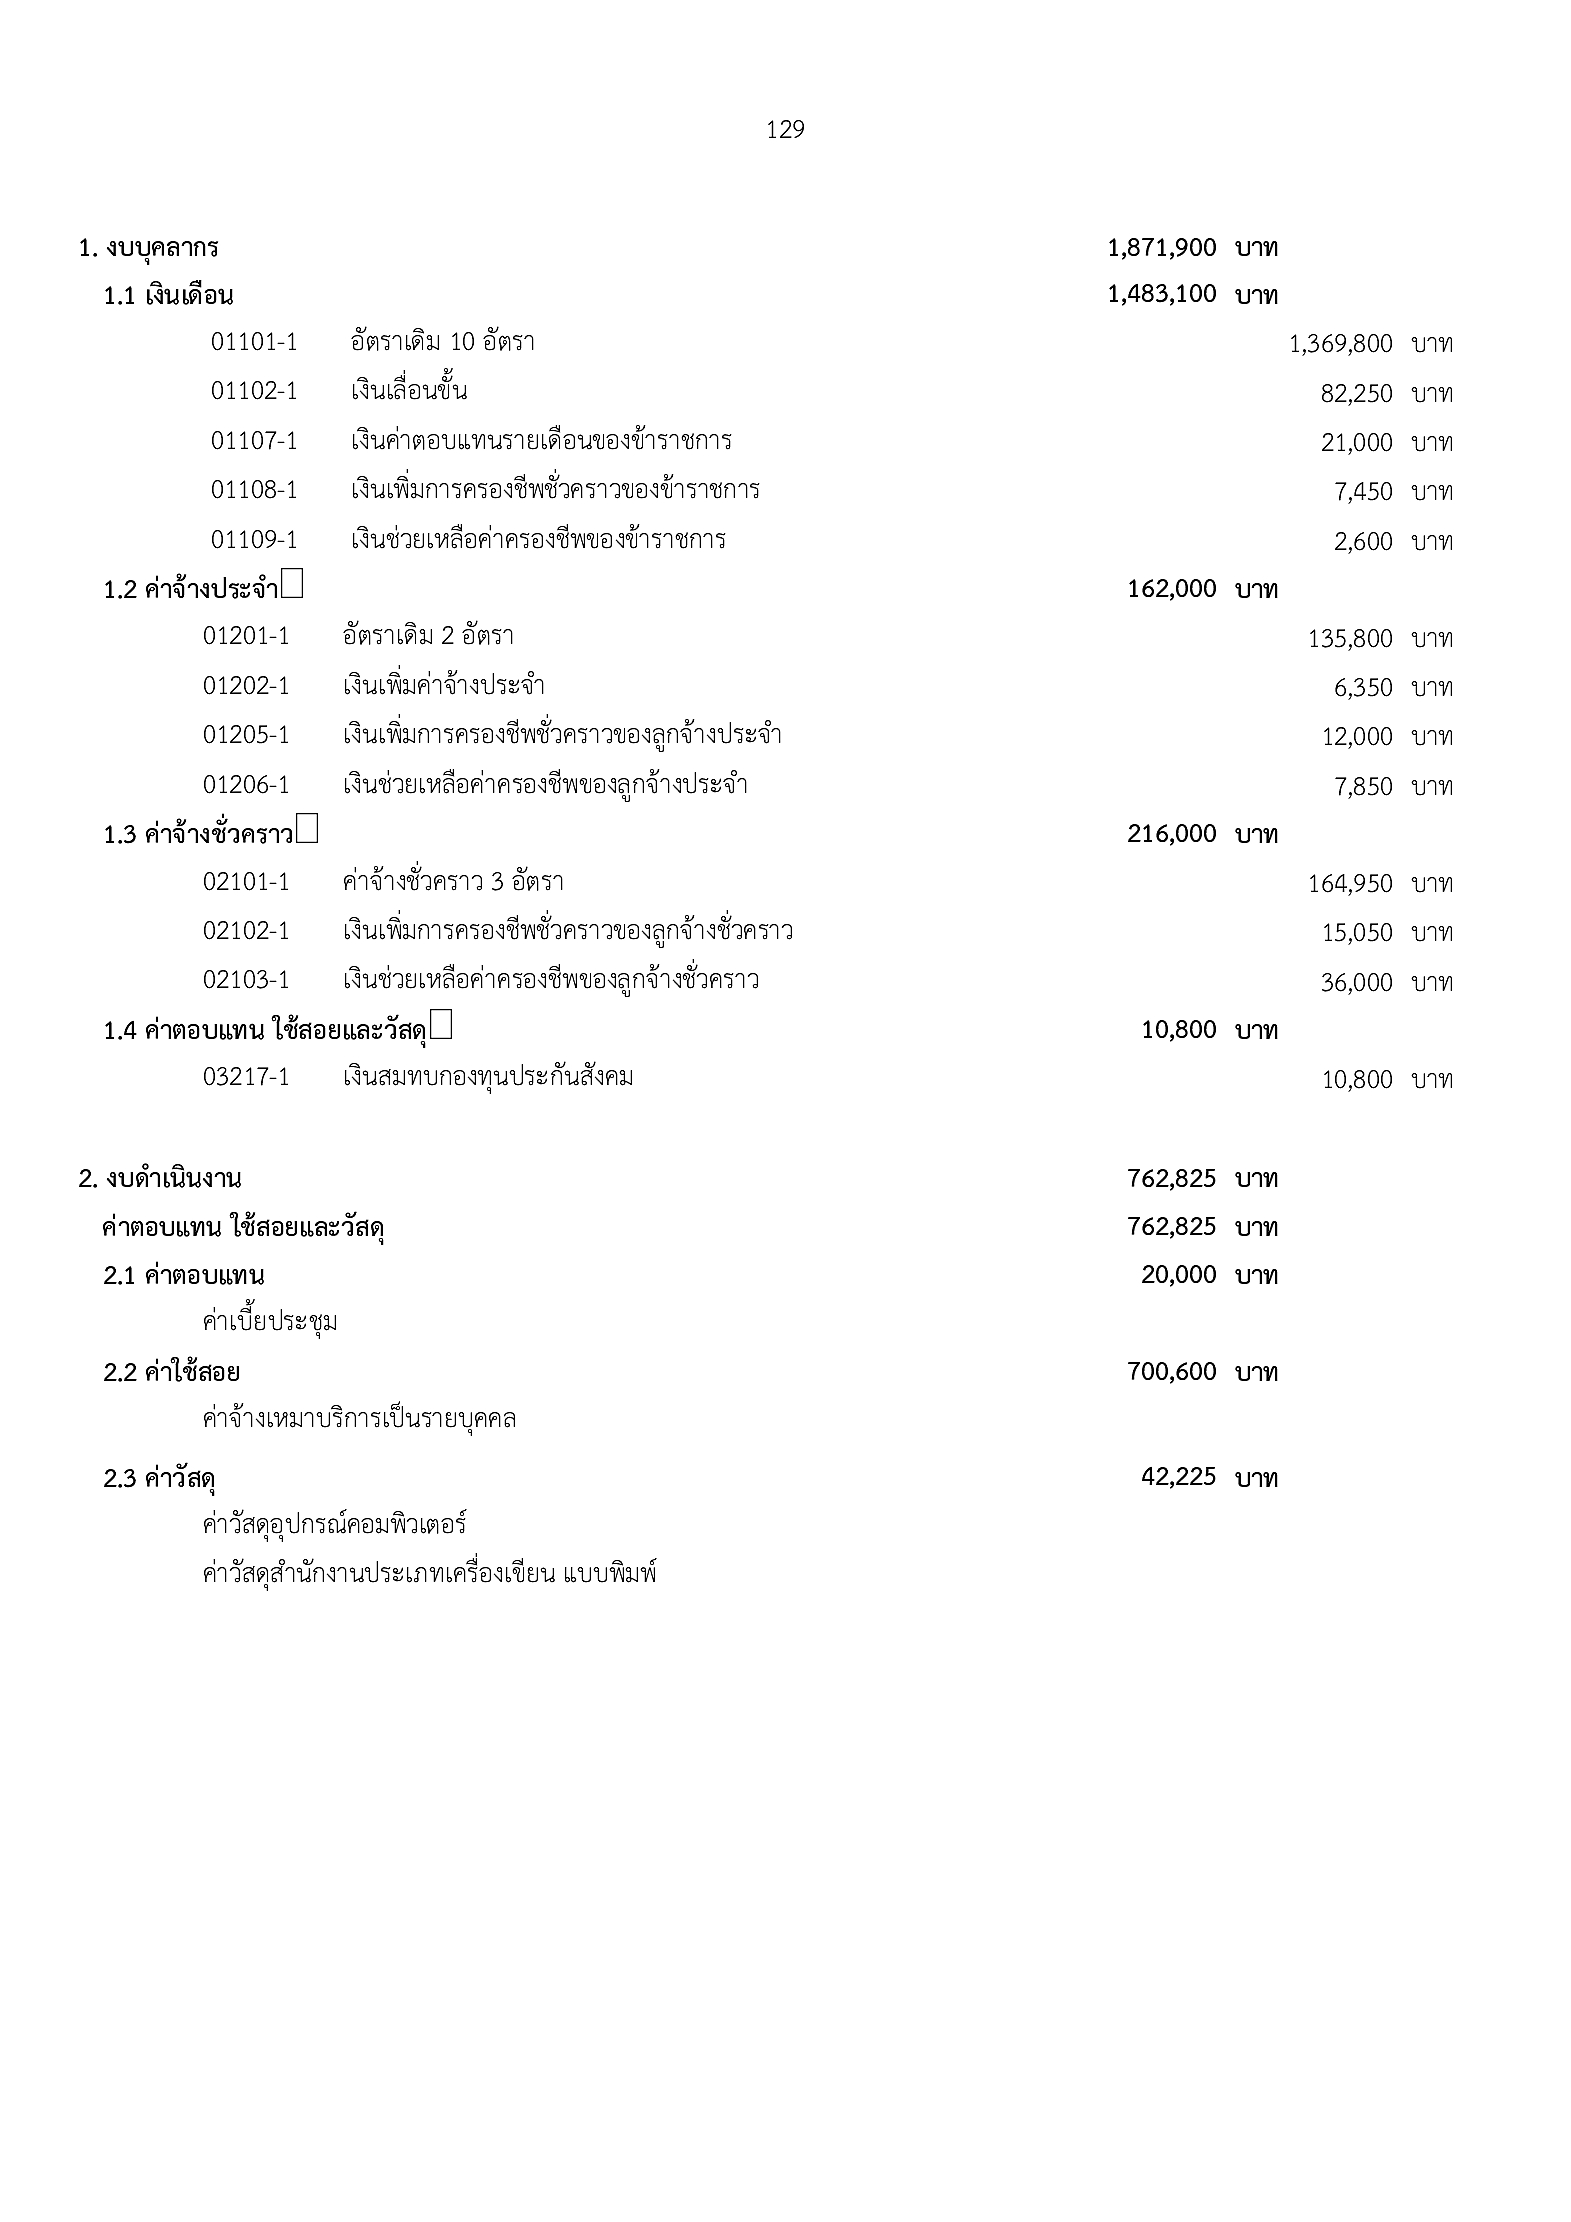 129
1. งบบุคลากร 1,871,900 บาท
1.1 เงินเดือน 1,483,100 บาท
01101-1 อัตราเดิม 10 อัตรา 1,369,800 บาท
01102-1 เงินเลื่อนขั้น 82,250 บาท
01107-1 เงินค่าตอบแทนรายเดือนของข้าราชการ 21,000 บาท
01108-1 เงินเพิ่มการครองชีพชั่วคราวของข้าราชการ 7,450 บาท
01109-1 เงินช่วยเหลือค่าครองชีพของข้าราชการ 2,600 บาท
1.2 ค่าจ้างประจำ 162,000 บาท
01201-1 อัตราเดิม 2 อัตรา 135,800 บาท
01202-1 เงินเพิ่มค่าจ้างประจำ 6,350 บาท
01205-1 เงินเพิ่มการครองชีพชั่วคราวของลูกจ้างประจำ 12,000 บาท
01206-1 เงินช่วยเหลือค่าครองชีพของลูกจ้างประจำ 7,850 บาท
1.3 ค่าจ้างชั่วคราว 216,000 บาท
02101-1 ค่าจ้างชั่วคราว 3 อัตรา 164,950 บาท
02102-1 เงินเพิ่มการครองชีพชั่วคราวของลูกจ้างชั่วคราว 15,050 บาท
02103-1 เงินช่วยเหลือค่าครองชีพของลูกจ้างชั่วคราว 36,000 บาท
1.4 ค่าตอบแทน ใช้สอยและวัสดุ 10,800 บาท
03217-1 เงินสมทบกองทุนประกันสังคม 10,800 บาท
2. งบดำเนินงาน 762,825 บาท
ค่าตอบแทน ใช้สอยและวัสดุ 762,825 บาท
2.1 ค่าตอบแทน 20,000 บาท
ค่าเบี้ยประชุม
2.2 ค่าใช้สอย 700,600 บาท
ค่าจ้างเหมาบริการเป็นรายบุคคล
2.3 ค่าวัสดุ 42,225 บาท
ค่าวัสดุอุปกรณ์คอมพิวเตอร์
ค่าวัสดุสำนักงานประเภทเครื่องเขียน แบบพิมพ์